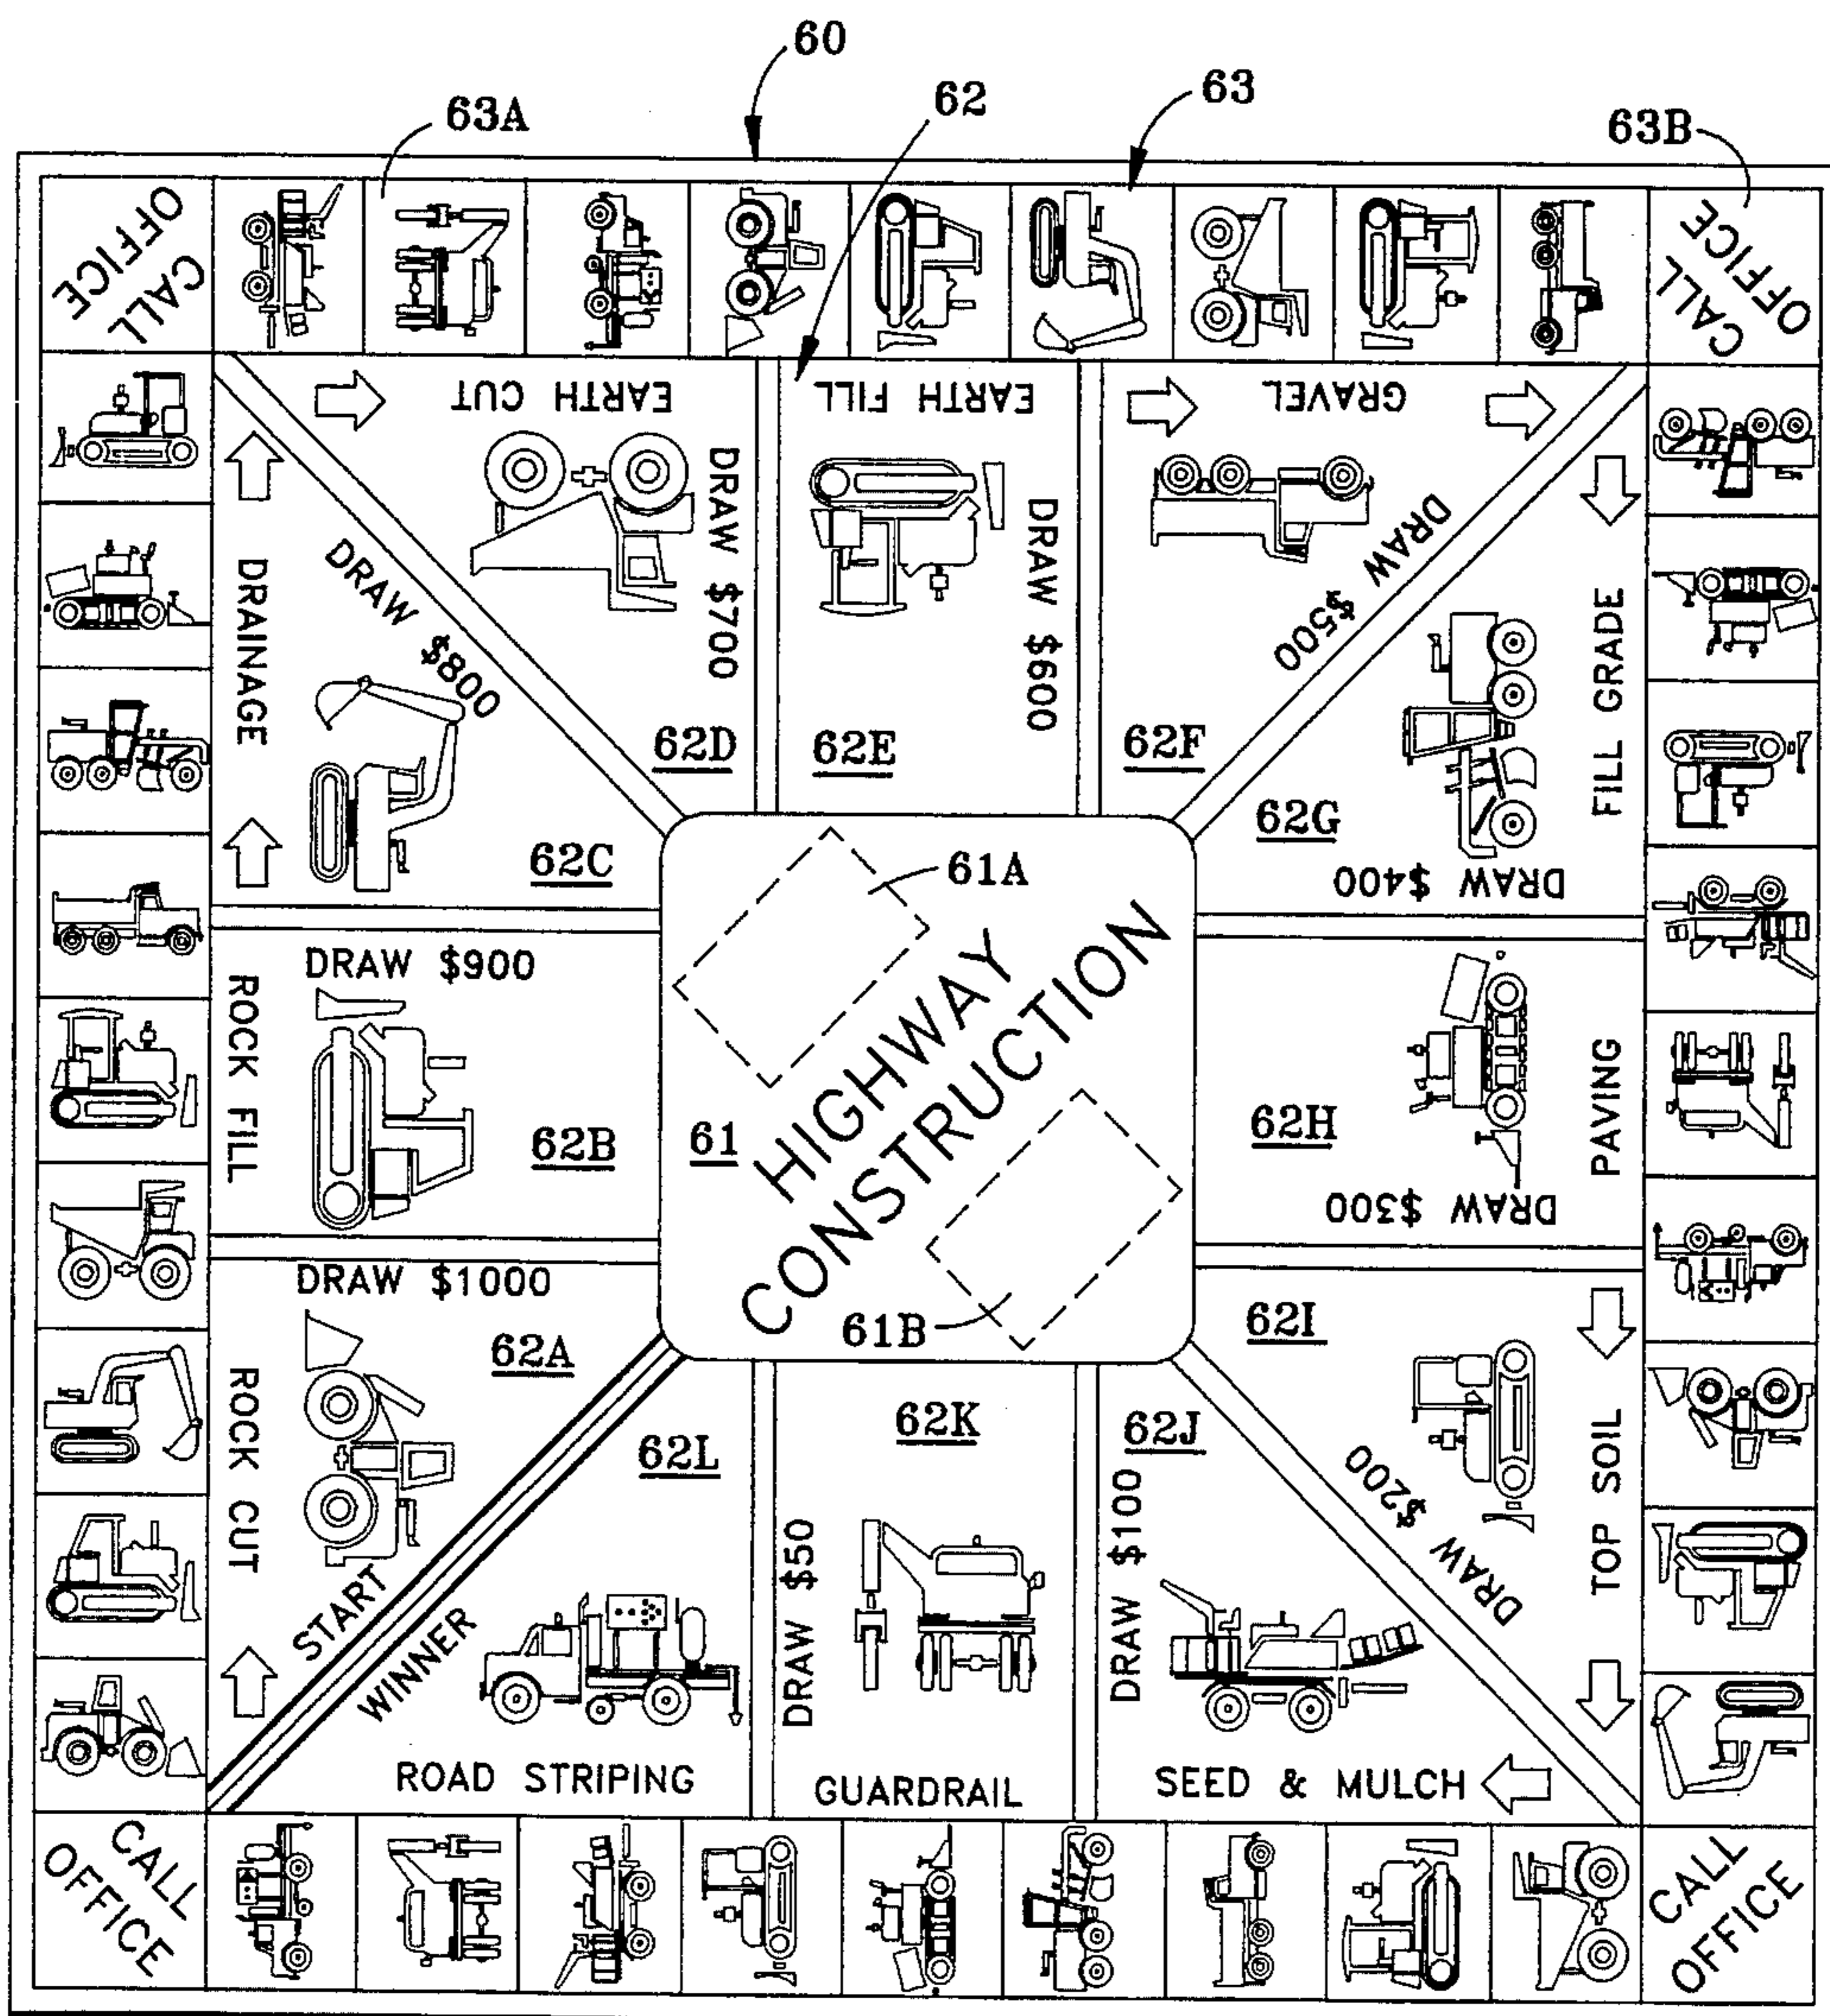 60
62
63
63A
63B
CALL
OFFICE
CALL
OFFICE
EARTH CUT
EARTH FILL
GRAVEL
DRAW $700
DRAW $600
DRAW
$500
DRAINAGE
DRAW $800
FILL GRADE
62D
62E
62F
62G
62C
DRAW $400
61A
DRAW $900
HIGHWAY
CONSTRUCTION
ROCK FILL
PAVING
62B
61
62H
DRAW $300
DRAW $1000
62A
61B
62I
ROCK CUT
62K
62J
TOP SOIL
62L
DRAW
$200
START
WINNER
DRAW $50
DRAW $100
ROAD STRIPING
GUARDRAIL
SEED & MULCH
CALL
OFFICE
CALL
OFFICE